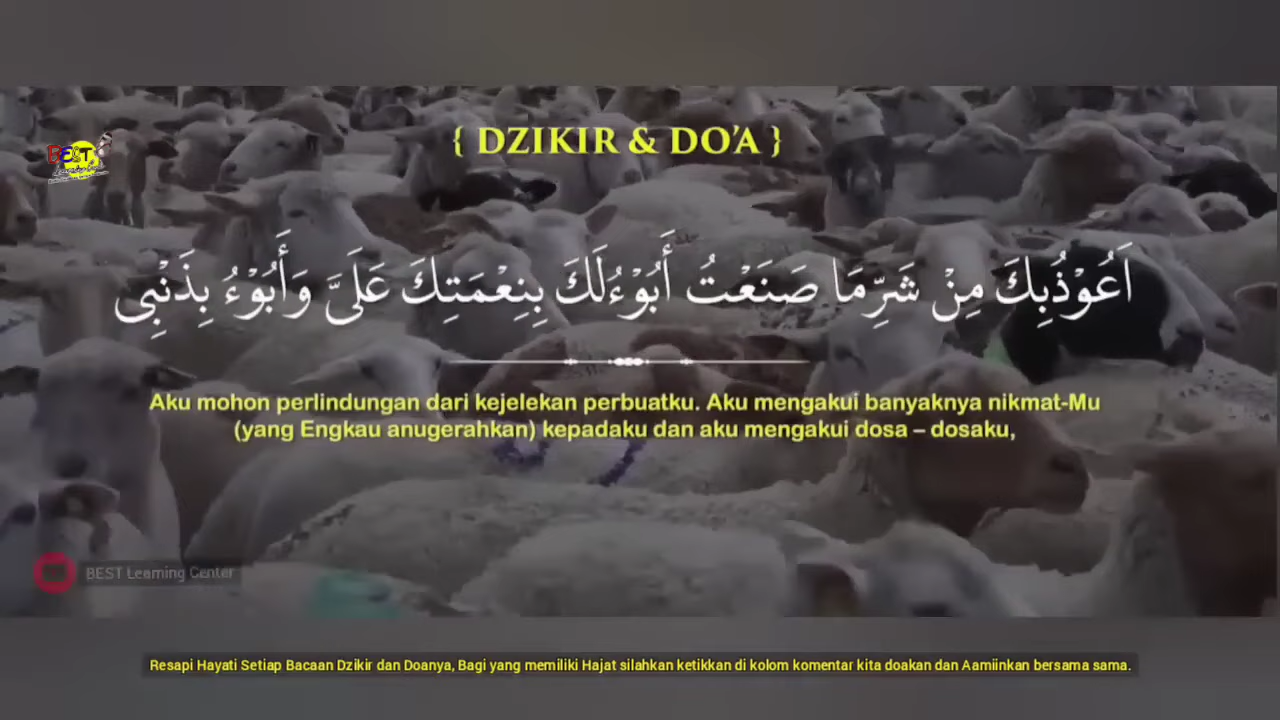 { DZIKIR & DO’A }
BEST
اَعُوْذُبِكَ مِنْ شَرِّمَا صَنَعْتُ أَبُوْءُلَكَ بِنِعْمَتِكَ عَلَىَّ وَأَبُوْءُ بِذَنْبِى
Aku mohon perlindungan dari kejelekan perbuatku. Aku mengakui banyaknya nikmat-Mu
(yang Engkau anugerahkan) kepadaku dan aku mengakui dosa – dosaku,
BEST Learning Center
Resapi Hayati Setiap Bacaan Dzikir dan Doanya, Bagi yang memiliki Hajat silahkan ketikkan di kolom komentar kita doakan dan Aamiinkan bersama sama.